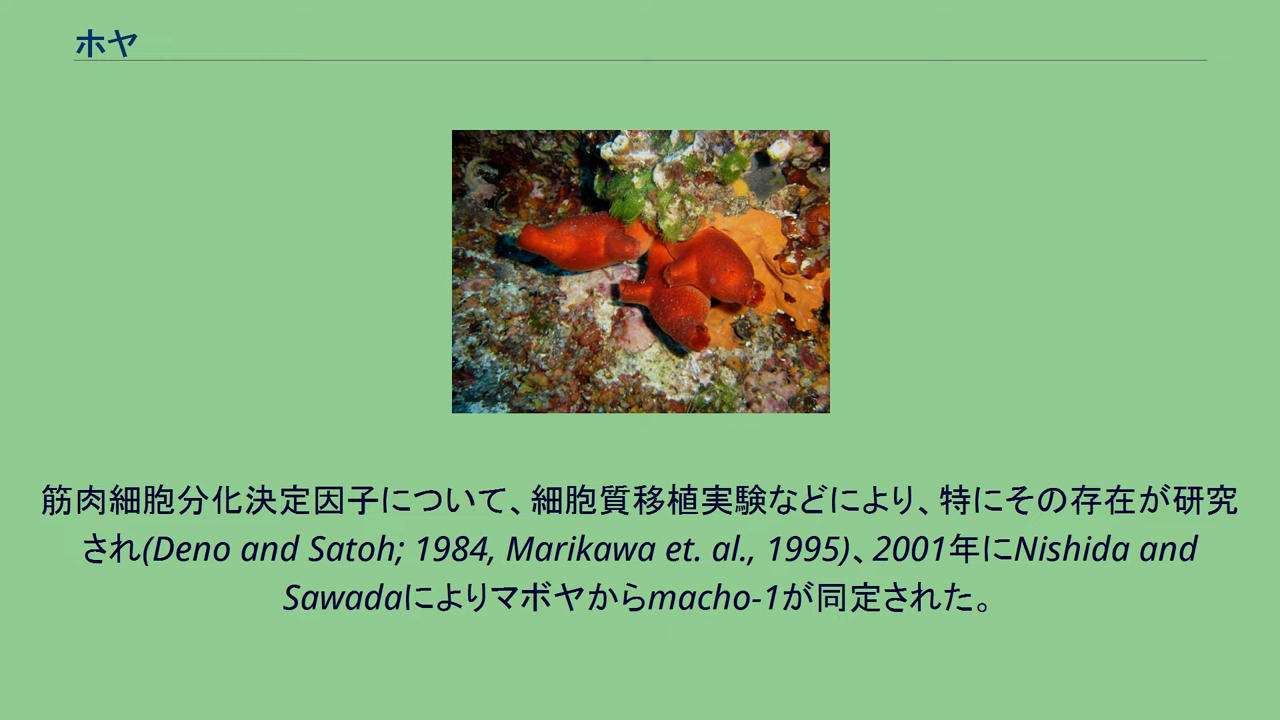 ホヤ
筋肉細胞分化決定因子について、細胞質移植実験などにより、特にその存在が研究
され(Deno and Satoh; 1984, Marikawa et. al., 1995)、2001年にNishida and
Sawadaによりマボヤからmacho-1が同定された。